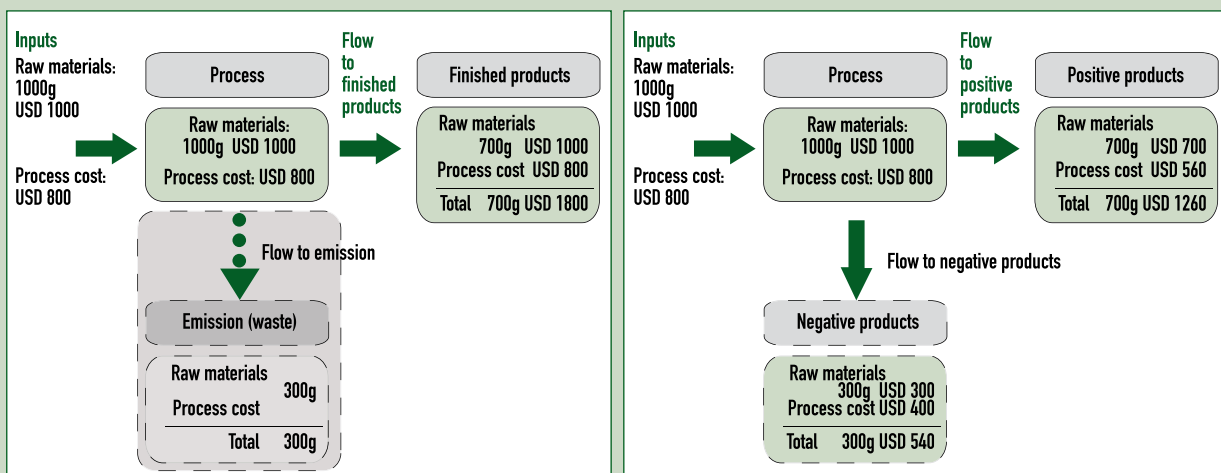 Inputs
Raw materials:
1000g
USD 1000
Process cost:
USD 800
Process
Raw materials:
1000g USD 1000
Process cost: USD 800
Flow
to
finished
products
Finished products
Raw materials
700g USD 1000
Process cost USD 800
Total 700g USD 1800
Flow to emission
Emission (waste)
Raw materials
300g
Process cost
Total 300g
Inputs
Raw materials:
1000g
USD 1000
Process cost:
USD 800
Process
Raw materials:
1000g USD 1000
Process cost: USD 800
Flow
to
positive
products
Positive products
Raw materials
700g USD 700
Process cost USD 560
Total 700g USD 1260
Flow to negative products
Negative products
Raw materials
300g USD 300
Process cost USD 400
Total 300g USD 540